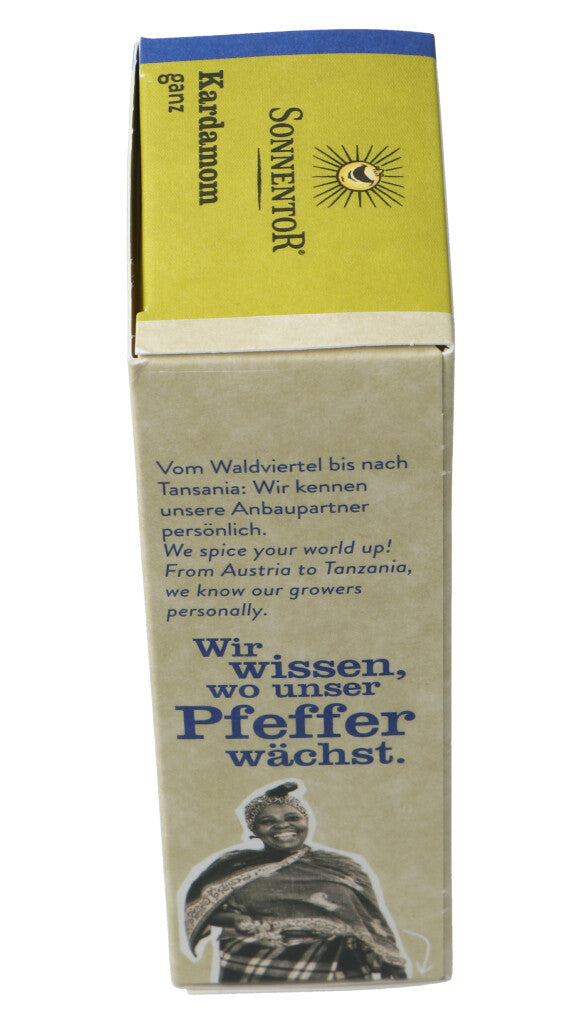 Kardamom
ganz
SONNENTOR®
Vom Waldviertel bis nach
Tansania: Wir kennen
unsere Anbaupartner
persönlich.
We spice your world up!
From Austria to Tanzania,
we know our growers
personally.
Wir
wissen,
wo unser
Pfeffer
wächst.